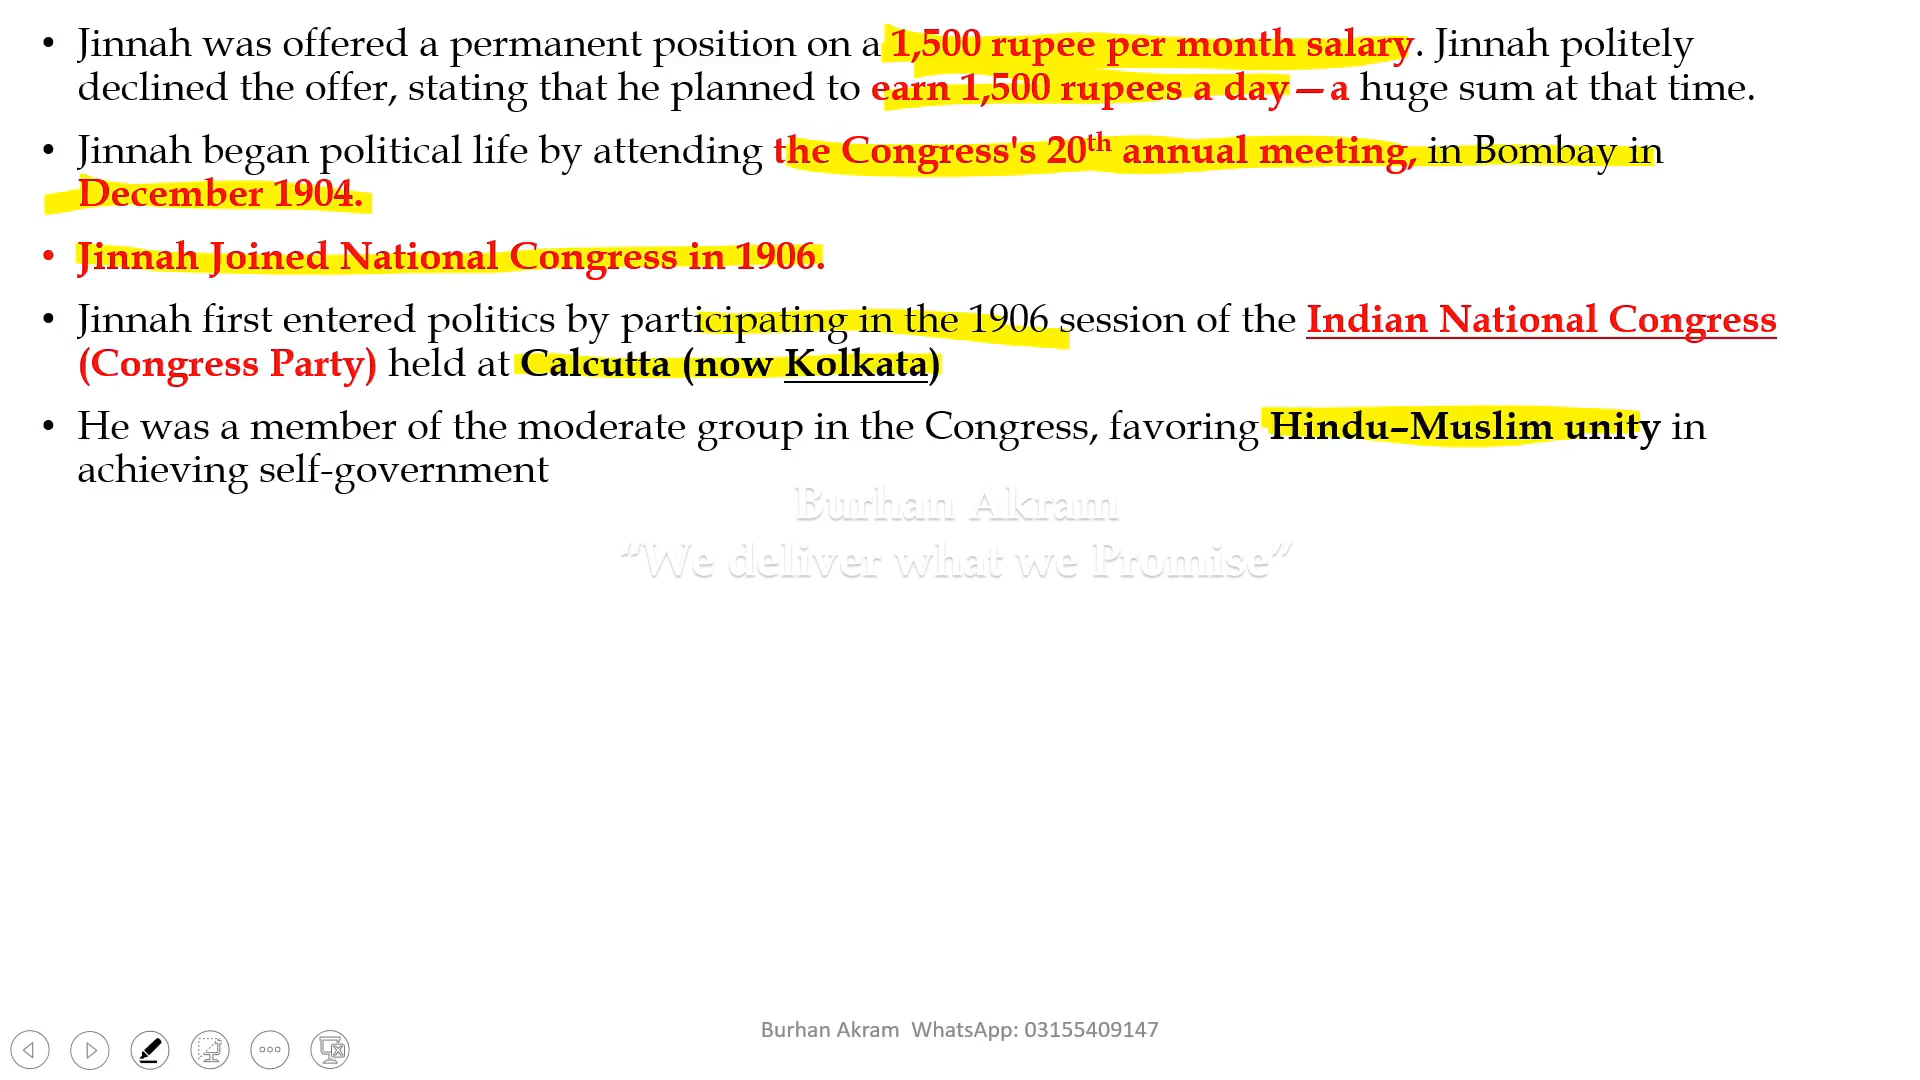 • Jinnah was offered a permanent position on a 1,500 rupee per month salary. Jinnah politely
declined the offer, stating that he planned to earn 1,500 rupees a day—a huge sum at that time.
• Jinnah began political life by attending the Congress's 20th annual meeting, in Bombay in
December 1904.
• Jinnah Joined National Congress in 1906.
• Jinnah first entered politics by participating in the 1906 session of the Indian National Congress
(Congress Party) held at Calcutta (now Kolkata)
• He was a member of the moderate group in the Congress, favoring Hindu–Muslim unity in
achieving self-government
Burhan Akram
“We deliver what we Promise”
Burhan Akram WhatsApp: 03155409147